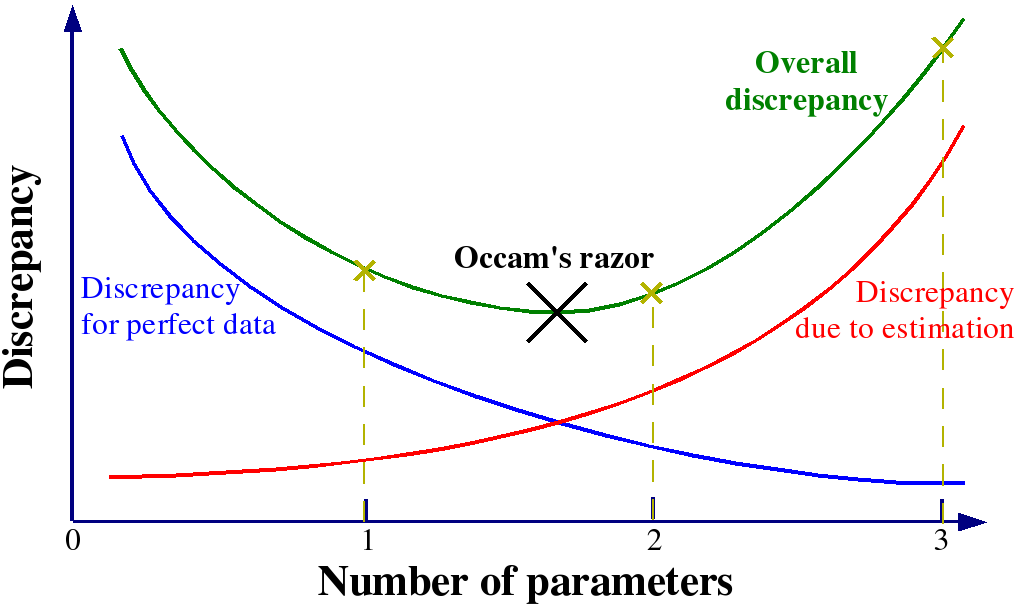 Overall
discrepancy
Occam's razor
Discrepancy
for perfect data
Discrepancy
due to estimation
Discrepancy
0 1 2 3
Number of parameters